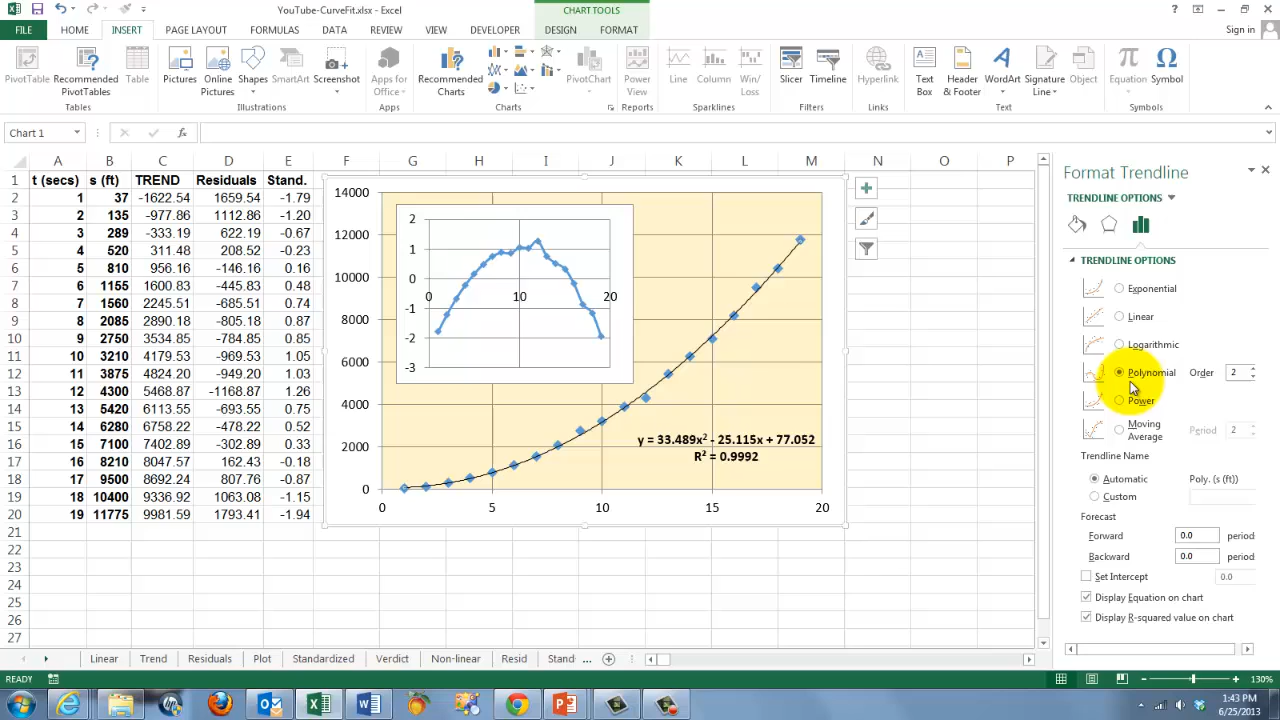 YouTube-CurveFit.xlsx - Excel
CHART TOOLS
?
FILE HOME INSERT PAGE LAYOUT FORMULAS DATA REVIEW VIEW DEVELOPER DESIGN FORMAT
Sign in
PivotTable Recommended PivotTables Table
Pictures Online Pictures Shapes SmartArt Screenshot
Apps for Office
Recommended Charts
PivotChart
Power View
Line Column Win/ Loss
Slicer Timeline
Hyperlink
Text Box Header & Footer WordArt Signature Line Object
Equation Symbol
Tables Illustrations Apps Charts Reports Sparklines Filters Links Text Symbols
Chart 1 fx
A B C D E F G H I J K L M N O P
1 t (secs) s (ft) TREND Residuals Stand.
2 1 37 -1622.54 1659.54 -1.79
3 2 135 -977.86 1112.86 -1.20
4 3 289 -333.19 622.19 -0.67
5 4 520 311.48 208.52 -0.23
6 5 810 956.16 -146.16 0.16
7 6 1155 1600.83 -445.83 0.48
8 7 1560 2245.51 -685.51 0.74
9 8 2085 2890.18 -805.18 0.87
10 9 2750 3534.85 -784.85 0.85
11 10 3210 4179.53 -969.53 1.05
12 11 3875 4824.20 -949.20 1.03
13 12 4300 5468.87 -1168.87 1.26
14 13 5420 6113.55 -693.55 0.75
15 14 6280 6758.22 -478.22 0.52
16 15 7100 7402.89 -302.89 0.33
17 16 8210 8047.57 162.43 -0.18
18 17 9500 8692.24 807.76 -0.87
19 18 10400 9336.92 1063.08 -1.15
20 19 11775 9981.59 1793.41 -1.94
21
22
23
24
25
26
27
14000
12000
10000
8000
6000
4000
2000
0
0 5 10 15 20
2
1
0
-1
-2
-3
0 10 20
y = 33.489x² - 25.115x + 77.052
R² = 0.9992
Format Trendline
TRENDLINE OPTIONS
TRENDLINE OPTIONS
Exponential
Linear
Logarithmic
Polynomial Order 2
Power
Moving Average Period 2
Trendline Name
Automatic Poly. (s (ft))
Custom
Forecast
Forward 0.0 period
Backward 0.0 period
Set Intercept 0.0
Display Equation on chart
Display R-squared value on chart
Linear Trend Residuals Plot Standardized Verdict Non-linear Resid Stand ...
READY
130%
1:43 PM
6/25/2013